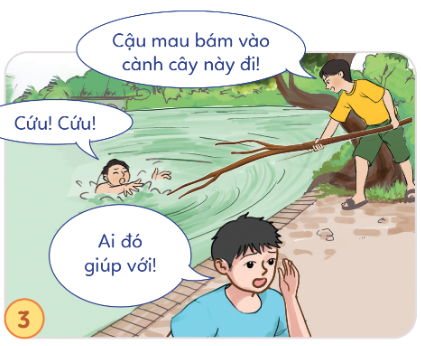 Cậu mau bám vào
cành cây này đi!
Cứu! Cứu!
Ai đó
giúp với!
3